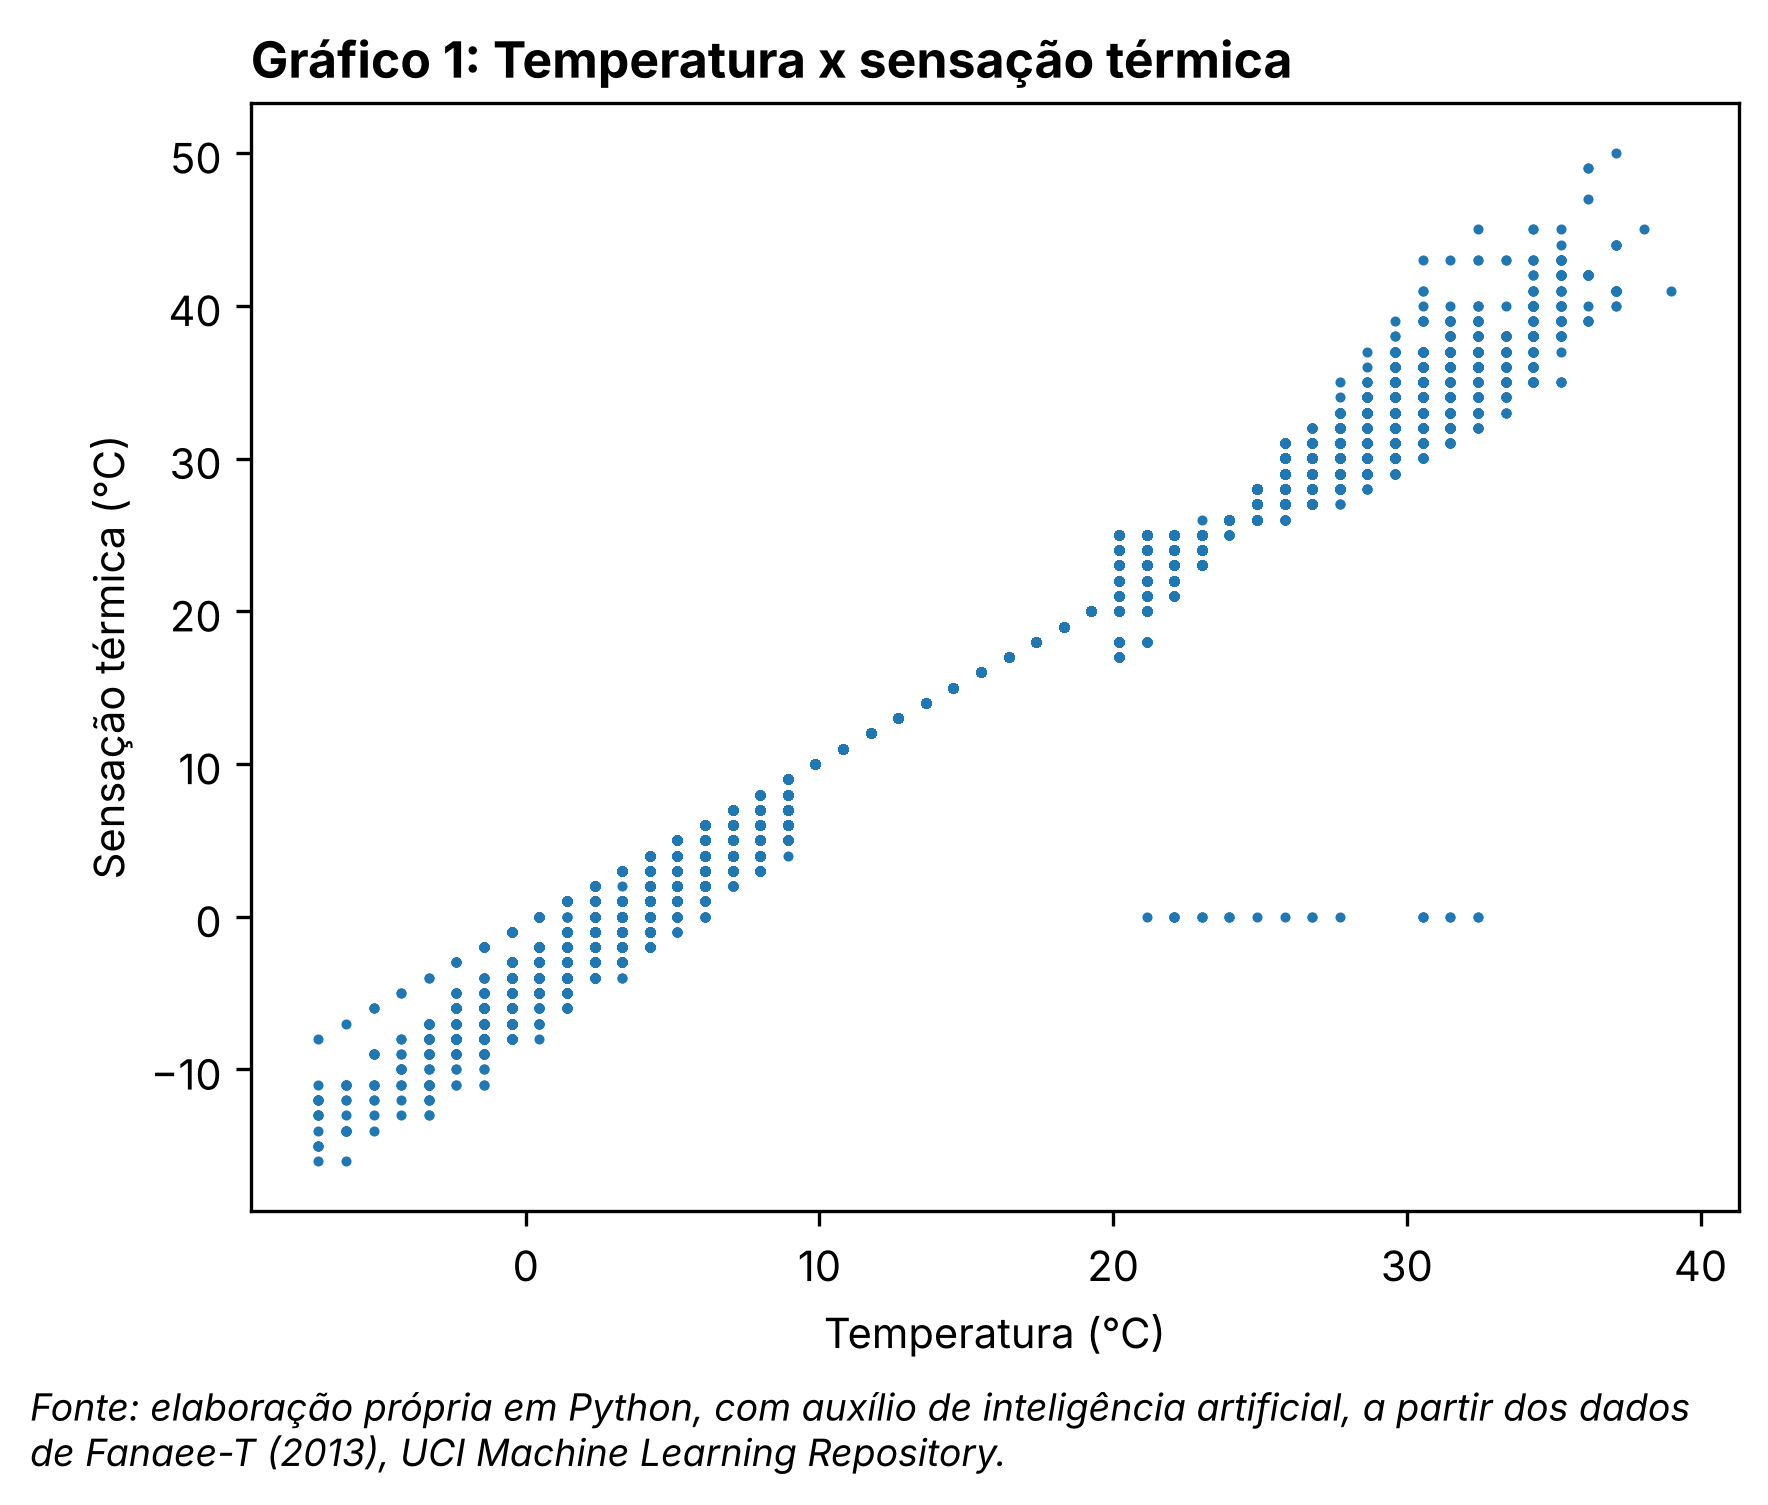 Gráfico 1: Temperatura x sensação térmica
50
40
30
20
10
0
−10
Sensação térmica (°C)
0 10 20 30 40
Temperatura (°C)
Fonte: elaboração própria em Python, com auxílio de inteligência artificial, a partir dos dados
de Fanaee-T (2013), UCI Machine Learning Repository.